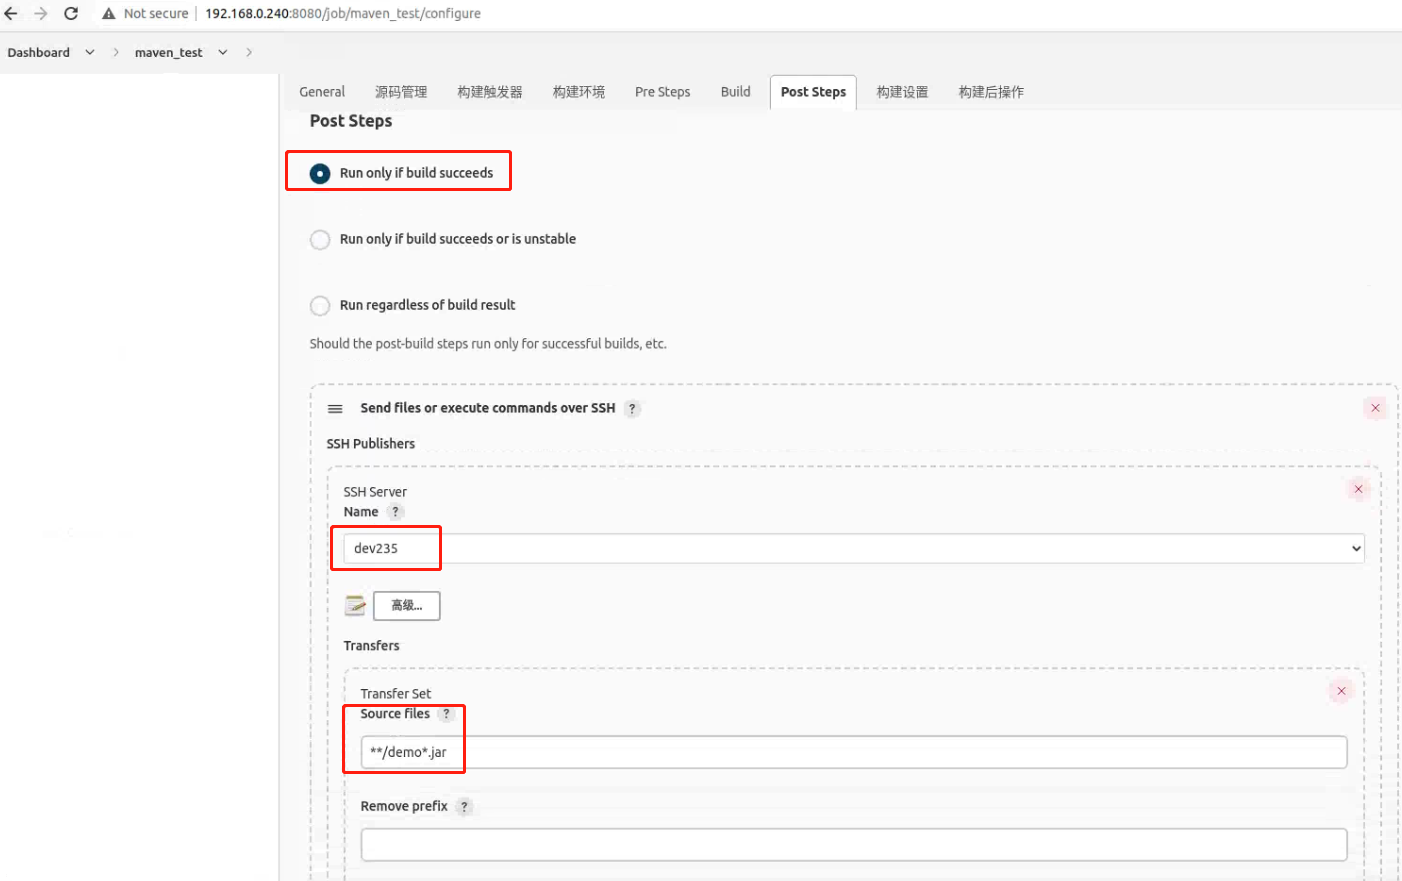 Not secure | 192.168.0.240:8080/job/maven_test/configure
Dashboard maven_test
General 源码管理 构建触发器 构建环境 Pre Steps Build Post Steps 构建设置 构建后操作
Post Steps
Run only if build succeeds
Run only if build succeeds or is unstable
Run regardless of build result
Should the post-build steps run only for successful builds, etc.
Send files or execute commands over SSH ?
SSH Publishers
SSH Server
Name ?
dev235
高级...
Transfers
Transfer Set
Source files ?
**/demo*.jar
Remove prefix ?